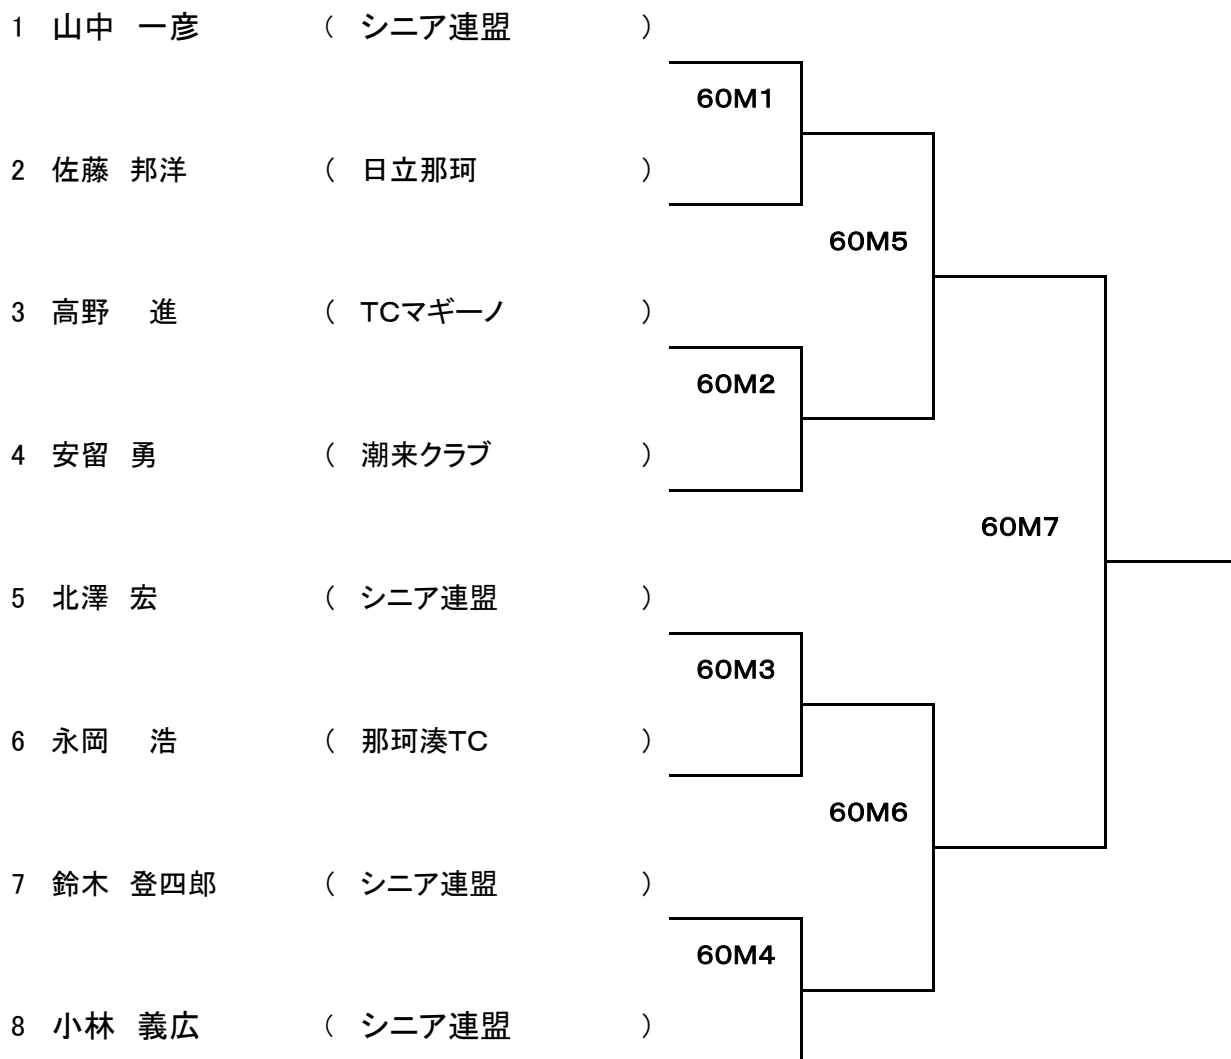 1 山中 一彦 ( シニア連盟 )
60M1
2 佐藤 邦洋 ( 日立那珂 )
60M5
3 高野 進 ( TCマギーノ )
60M2
4 安留 勇 ( 潮来クラブ )
60M7
5 北澤 宏 ( シニア連盟 )
60M3
6 永岡 浩 ( 那珂湊TC )
60M6
7 鈴木 登四郎 ( シニア連盟 )
60M4
8 小林 義広 ( シニア連盟 )